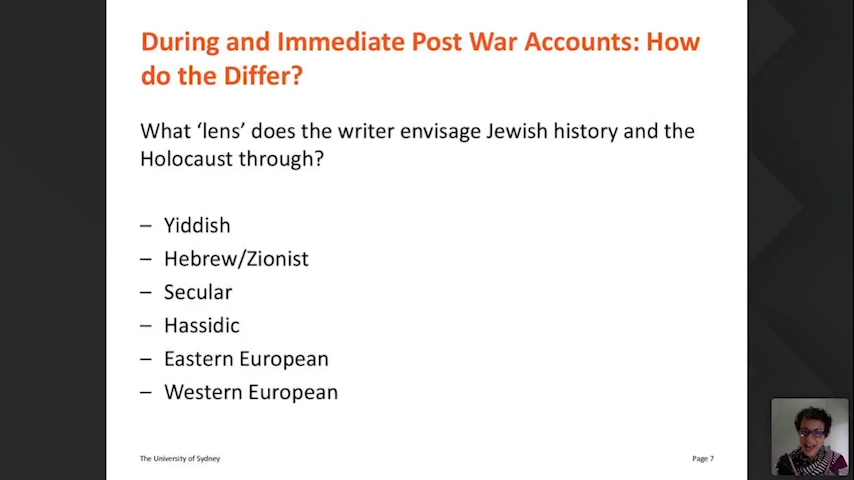 During and Immediate Post War Accounts: How
do the Differ?
What ‘lens’ does the writer envisage Jewish history and the
Holocaust through?
– Yiddish
– Hebrew/Zionist
– Secular
– Hassidic
– Eastern European
– Western European
The University of Sydney
Page 7